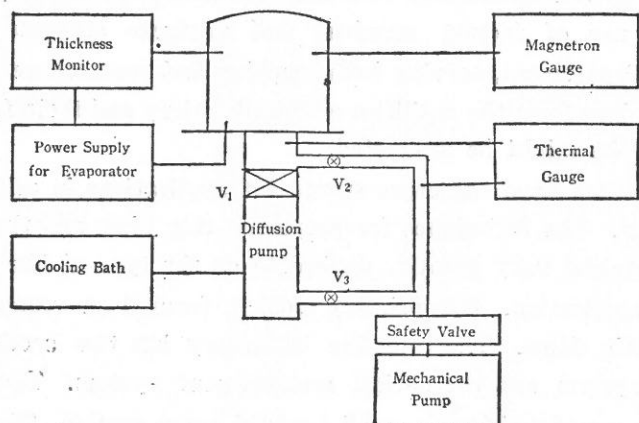 Thickness
Monitor
Magnetron
Gauge
Power Supply
for Evaporator
Thermal
Gauge
V1
V2
Diffusion
pump
Cooling Bath
V3
Safety Valve
Mechanical
Pump